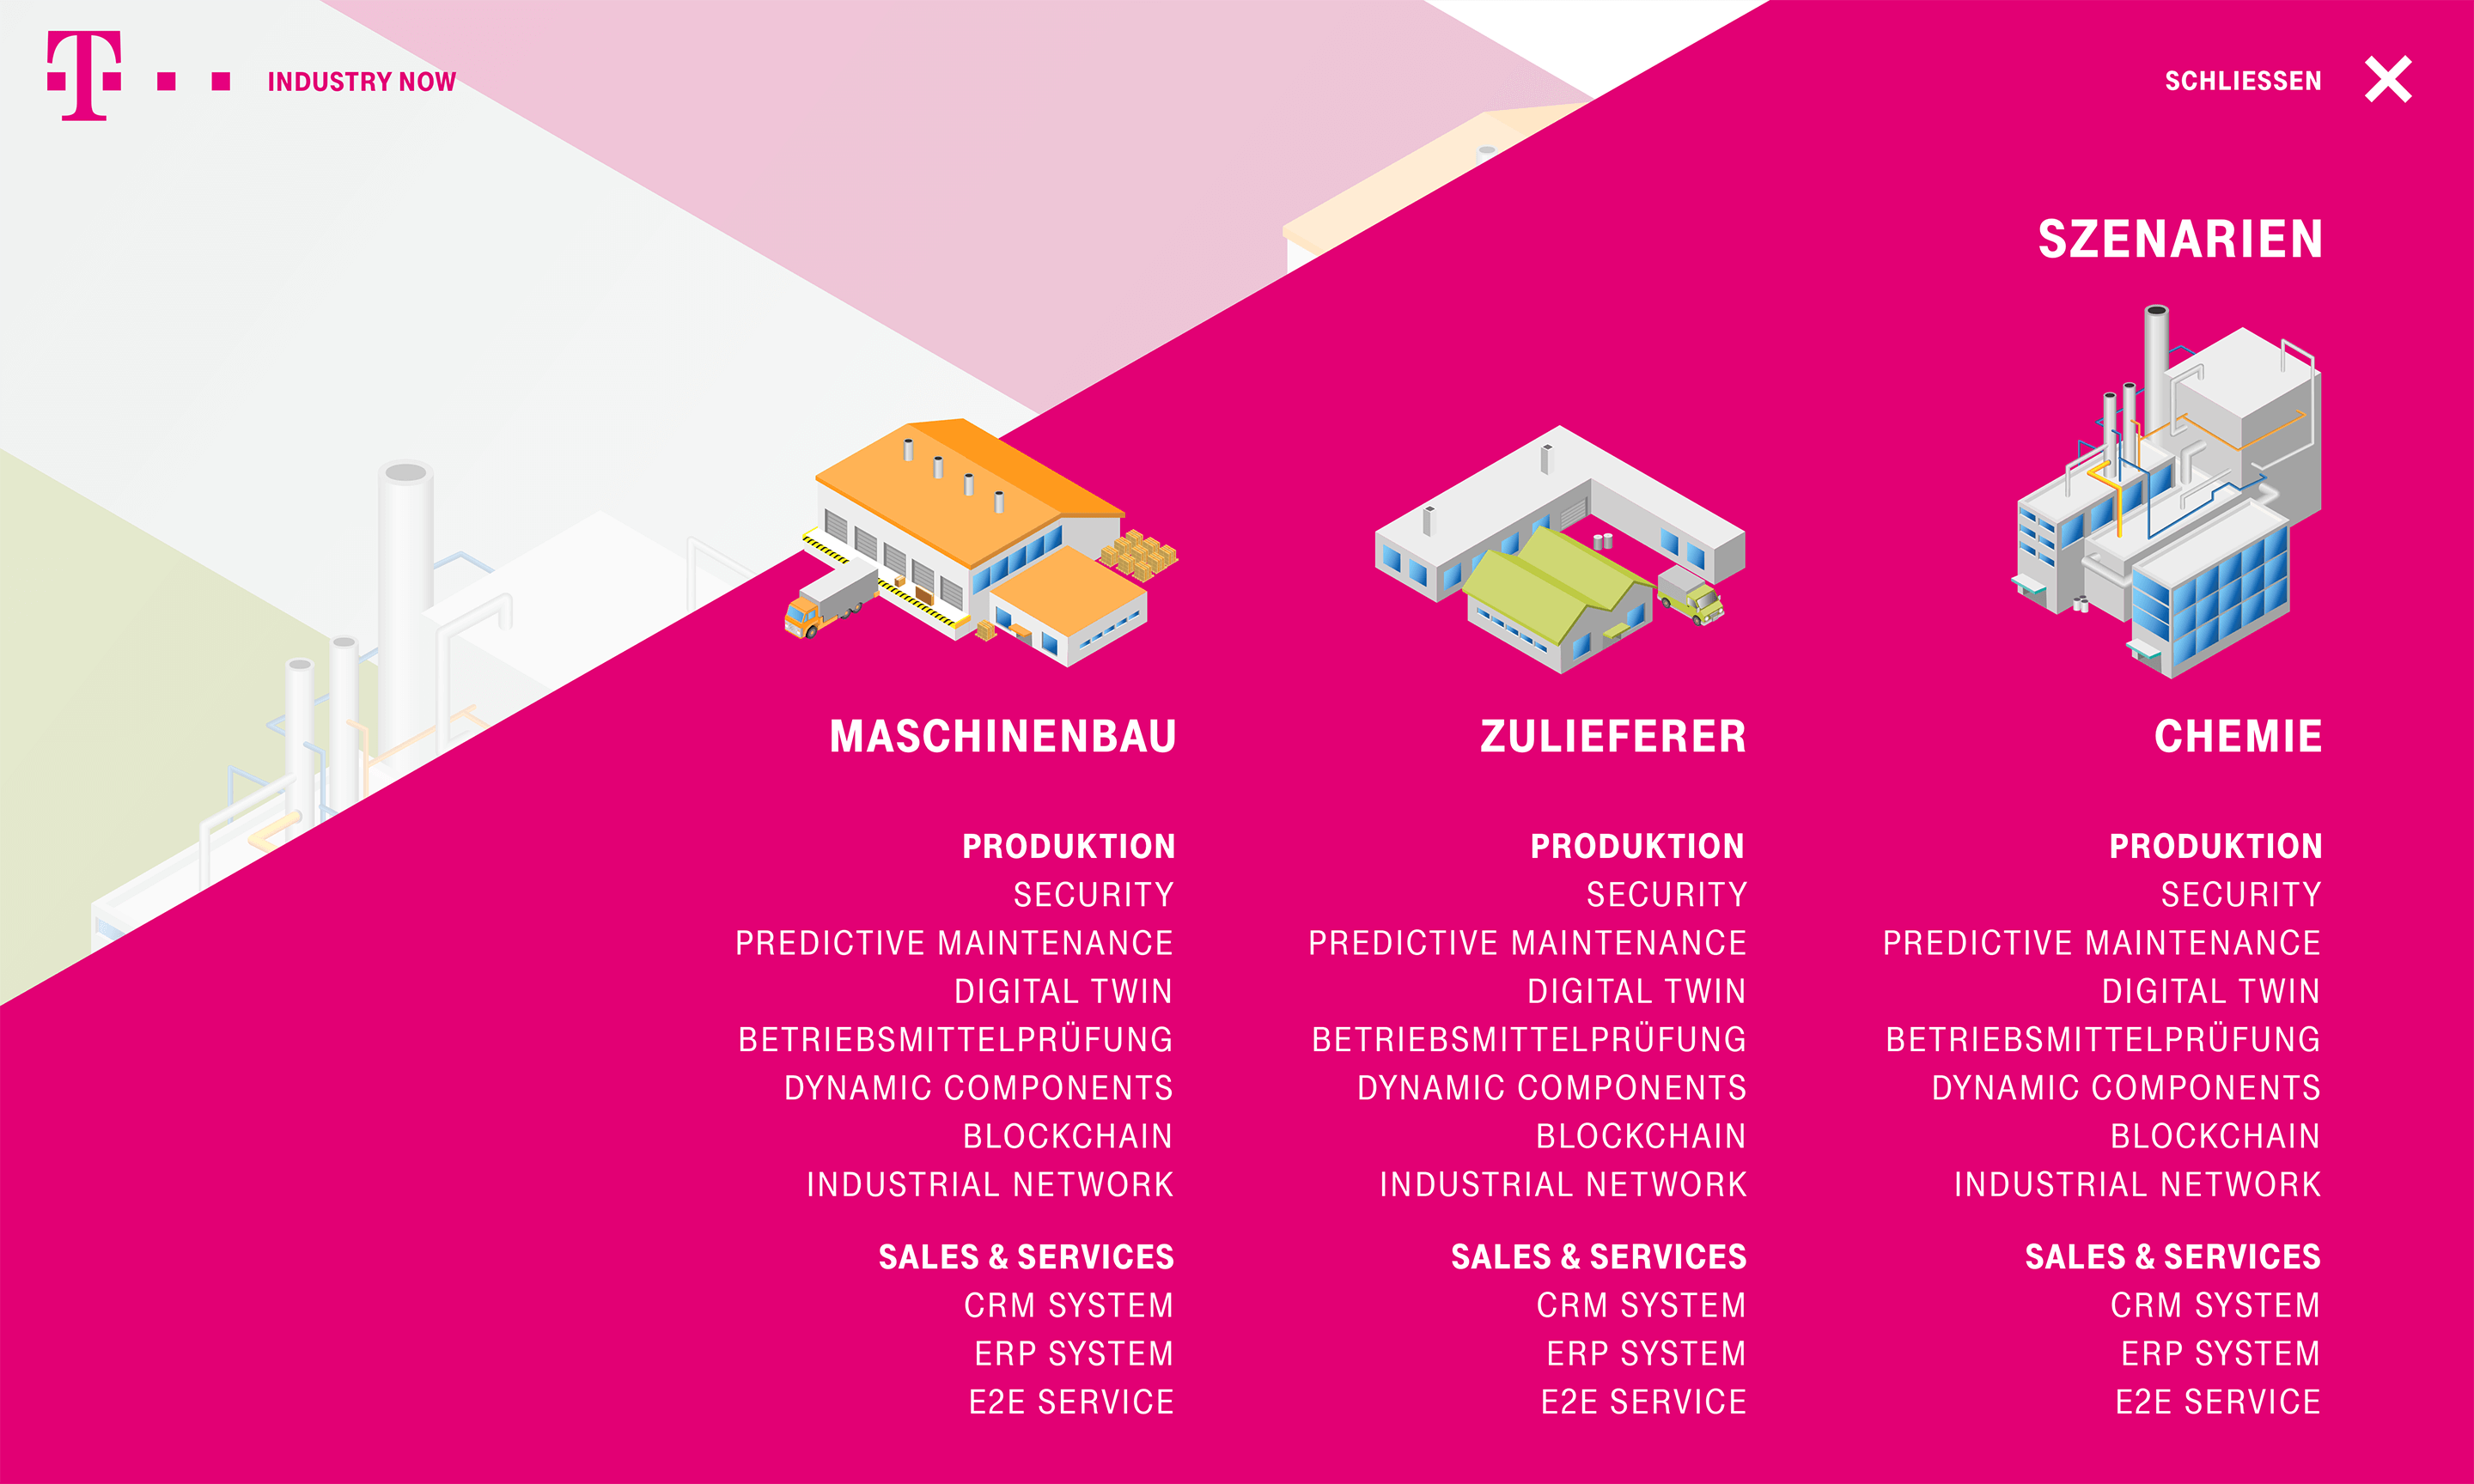 T
INDUSTRY NOW
SCHLIESSEN
SZENARIEN
MASCHINENBAU
PRODUKTION
SECURITY
PREDICTIVE MAINTENANCE
DIGITAL TWIN
BETRIEBSMITTELPRÜFUNG
DYNAMIC COMPONENTS
BLOCKCHAIN
INDUSTRIAL NETWORK
SALES & SERVICES
CRM SYSTEM
ERP SYSTEM
E2E SERVICE
ZULIEFERER
PRODUKTION
SECURITY
PREDICTIVE MAINTENANCE
DIGITAL TWIN
BETRIEBSMITTELPRÜFUNG
DYNAMIC COMPONENTS
BLOCKCHAIN
INDUSTRIAL NETWORK
SALES & SERVICES
CRM SYSTEM
ERP SYSTEM
E2E SERVICE
CHEMIE
PRODUKTION
SECURITY
PREDICTIVE MAINTENANCE
DIGITAL TWIN
BETRIEBSMITTELPRÜFUNG
DYNAMIC COMPONENTS
BLOCKCHAIN
INDUSTRIAL NETWORK
SALES & SERVICES
CRM SYSTEM
ERP SYSTEM
E2E SERVICE